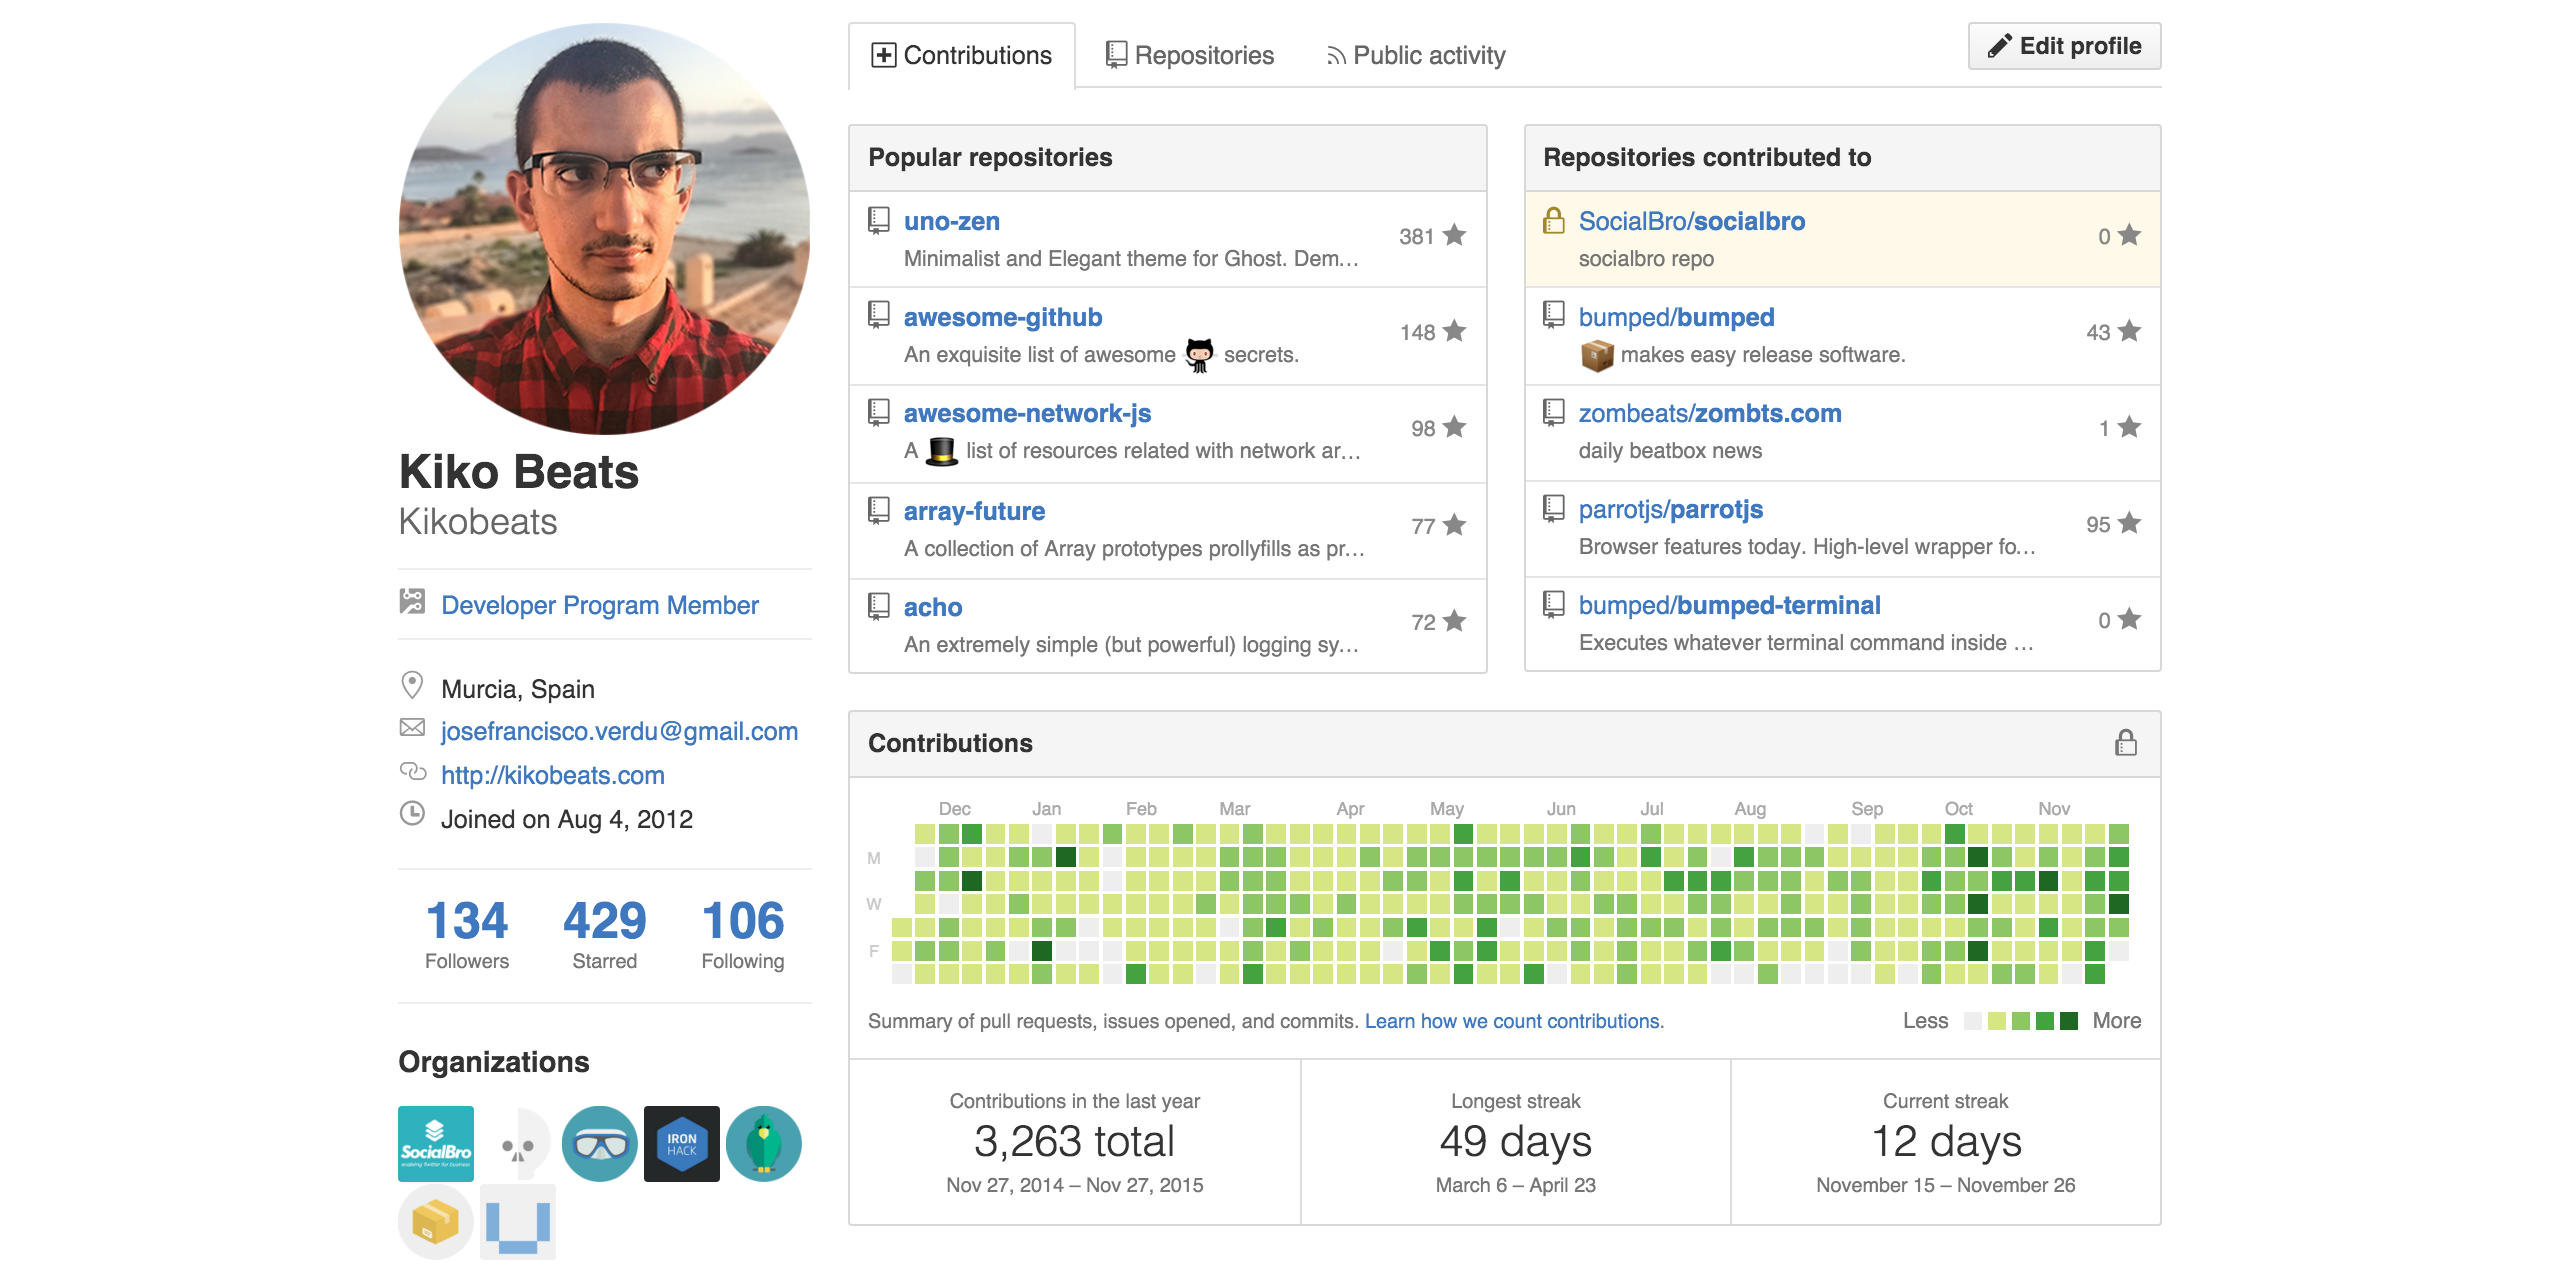 Contributions
Repositories
Public activity
Edit profile
Kiko Beats
Kikobeats
Developer Program Member
Murcia, Spain
josefrancisco.verdu@gmail.com
http://kikobeats.com
Joined on Aug 4, 2012
134 429 106
Followers Starred Following
Organizations
SocialBro
enabling Twitter for business
IRON
HACK
Popular repositories
uno-zen
Minimalist and Elegant theme for Ghost. Dem…
381
awesome-github
An exquisite list of awesome secrets.
148
awesome-network-js
A list of resources related with network ar…
98
array-future
A collection of Array prototypes prollyfills as pr…
77
acho
An extremely simple (but powerful) logging sy…
72
Repositories contributed to
SocialBro/socialbro
socialbro repo
0
bumped/bumped
makes easy release software.
43
zombeats/zombts.com
daily beatbox news
1
parrotjs/parrotjs
Browser features today. High-level wrapper fo…
95
bumped/bumped-terminal
Executes whatever terminal command inside …
0
Contributions
Dec Jan Feb Mar Apr May Jun Jul Aug Sep Oct Nov
M
W
F
Summary of pull requests, issues opened, and commits. Learn how we count contributions.
Less More
Contributions in the last year
3,263 total
Nov 27, 2014 – Nov 27, 2015
Longest streak
49 days
March 6 – April 23
Current streak
12 days
November 15 – November 26